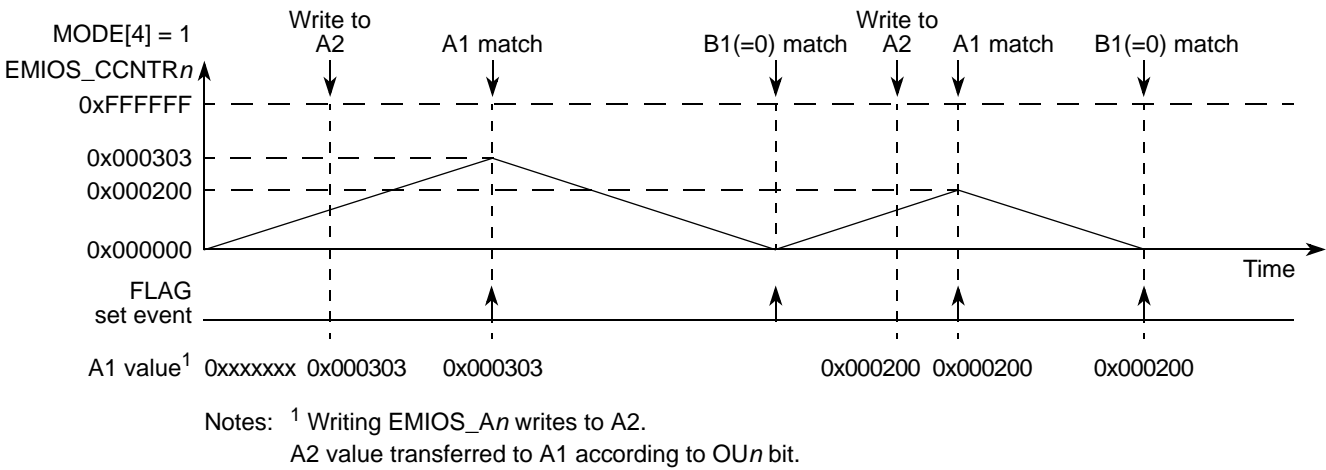 MODE[4] = 1
Write to
A2
A1 match
B1(=0) match
Write to
A2
A1 match
B1(=0) match
EMIOS_CCNTRn
0xFFFFFF
0x000303
0x000200
0x000000
Time
FLAG
set event
A1 value1 0xxxxxxx 0x000303 0x000303 0x000200 0x000200 0x000200
Notes: 1 Writing EMIOS_An writes to A2.
A2 value transferred to A1 according to OUn bit.